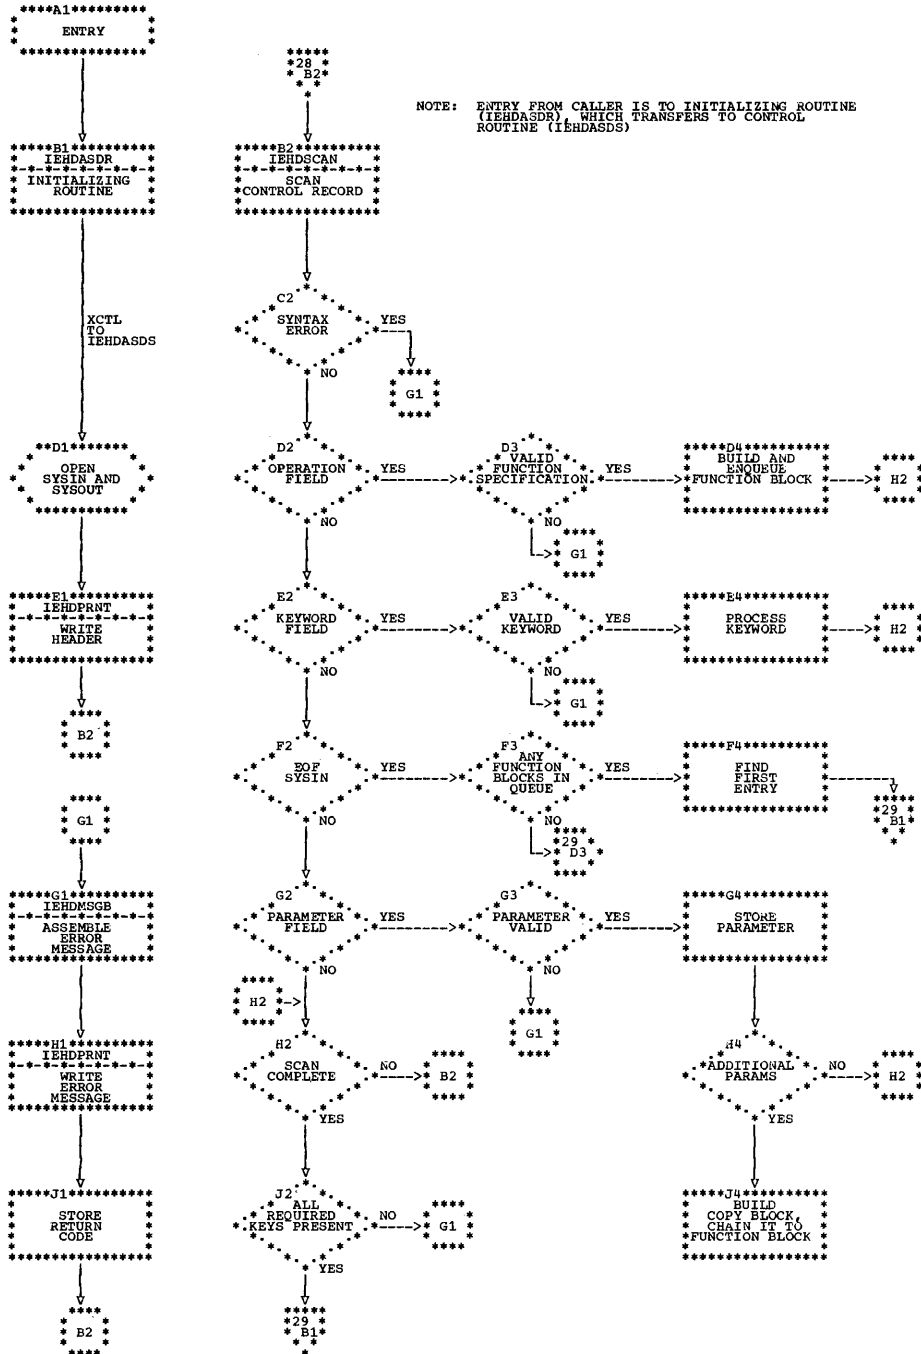 A1
ENTRY
28
B2
NOTE: ENTRY FROM CALLER IS TO INITIALIZING ROUTINE
(IEHDASDR), WHICH TRANSFERS TO CONTROL
ROUTINE (IEHDASDS)
B1
IEHDASDR
INITIALIZING
ROUTINE
B2
IEHDSCAN
SCAN
CONTROL RECORD
XCTL
TO
IEHDASDS
C2
SYNTAX
ERROR
YES
NO
G1
D1
OPEN
SYSIN AND
SYSOUT
D2
OPERATION
FIELD
YES
NO
D3
VALID
FUNCTION
SPECIFICATION
YES
NO
G1
D4
BUILD AND
ENQUEUE
FUNCTION BLOCK
H2
E1
IEHDPRNT
WRITE
HEADER
B2
E2
KEYWORD
FIELD
YES
NO
E3
VALID
KEYWORD
YES
NO
G1
E4
PROCESS
KEYWORD
H2
F2
EOF
SYSIN
YES
NO
F3
ANY
FUNCTION
BLOCKS IN
QUEUE
YES
NO
29
D3
F4
FIND
FIRST
ENTRY
29
B1
G1
G1
IEHDMSGB
ASSEMBLE
ERROR
MESSAGE
G2
PARAMETER
FIELD
YES
NO
G3
PARAMETER
VALID
YES
NO
G1
G4
STORE
PARAMETER
H2
H1
IEHDPRNT
WRITE
ERROR
MESSAGE
H2
SCAN
COMPLETE
NO
B2
YES
H4
ADDITIONAL
PARAMS
NO
H2
YES
J1
STORE
RETURN
CODE
B2
J2
ALL
REQUIRED
KEYS PRESENT
NO
G1
YES
29
B1
J4
BUILD
COPY BLOCK,
CHAIN IT TO
FUNCTION BLOCK